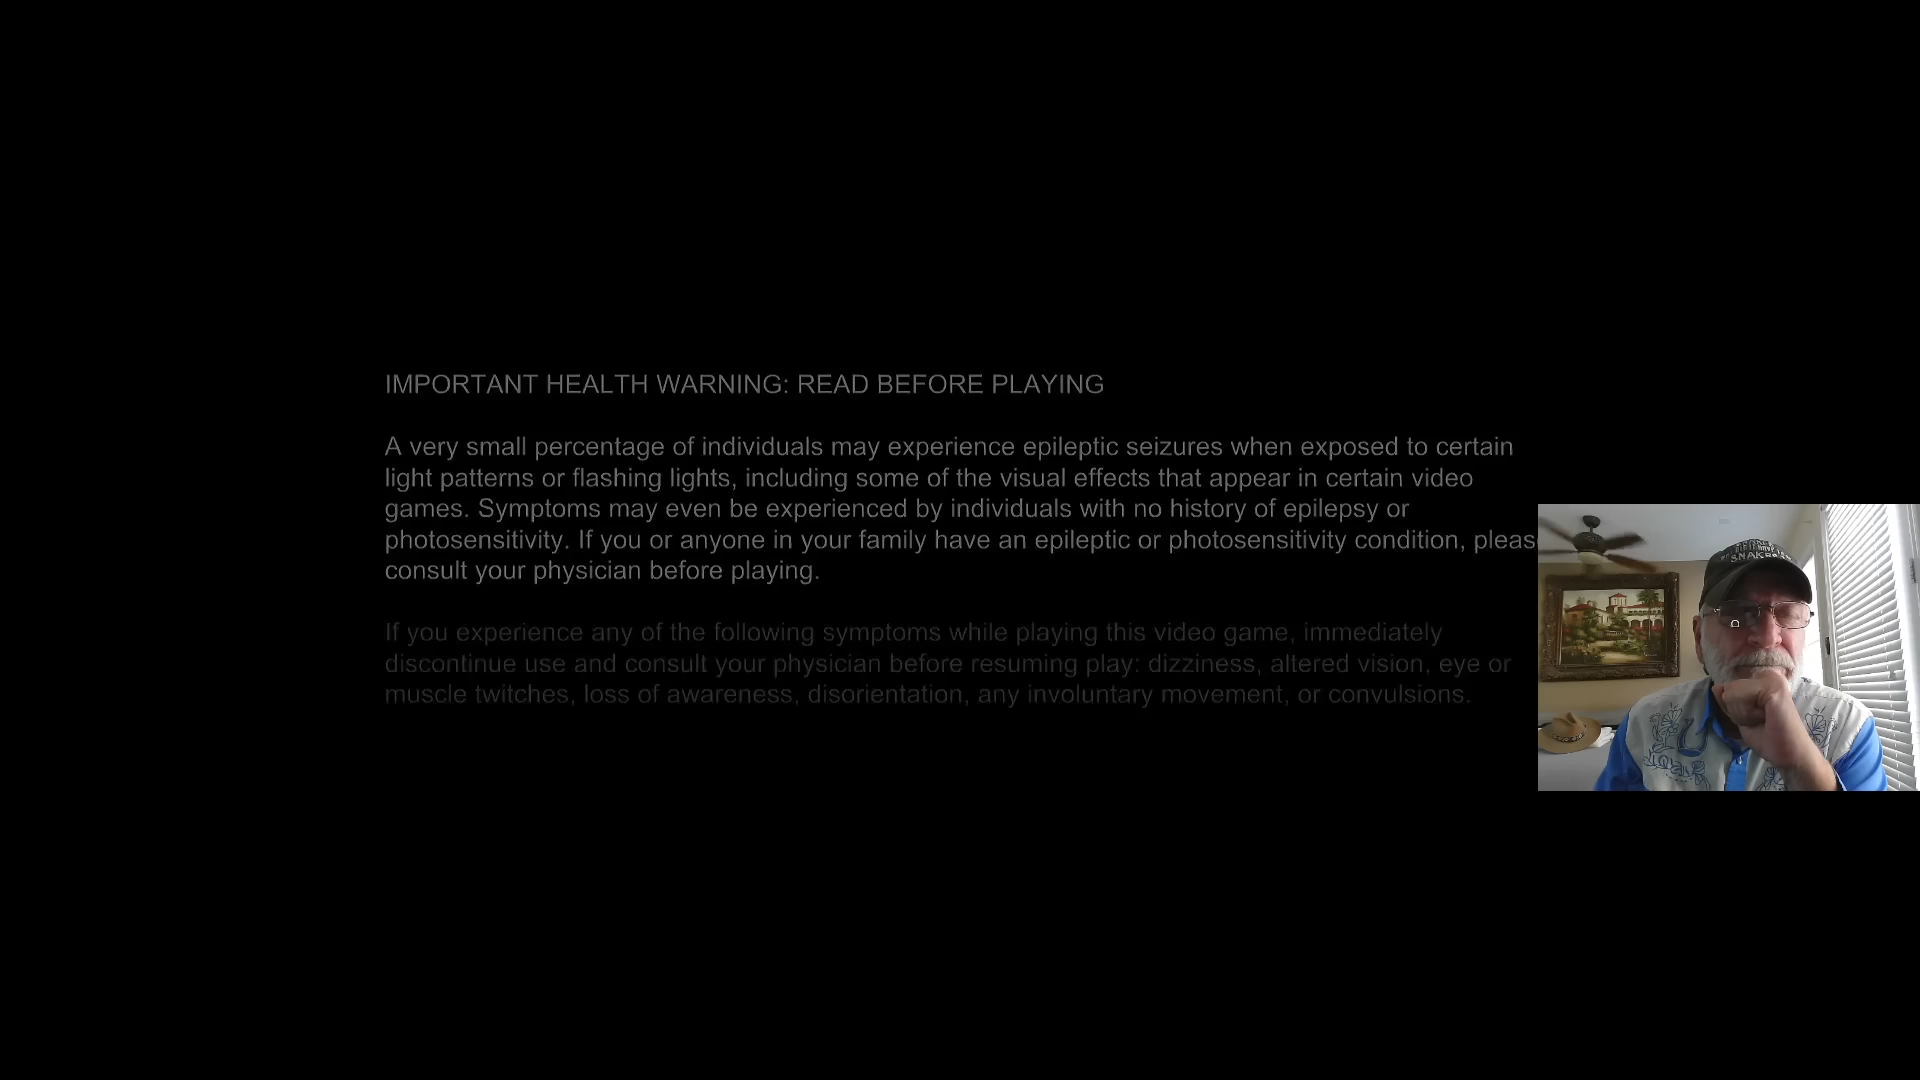 IMPORTANT HEALTH WARNING: READ BEFORE PLAYING
A very small percentage of individuals may experience epileptic seizures when exposed to certain
light patterns or flashing lights, including some of the visual effects that appear in certain video
games. Symptoms may even be experienced by individuals with no history of epilepsy or
photosensitivity. If you or anyone in your family have an epileptic or photosensitivity condition, pleas
consult your physician before playing.
If you experience any of the following symptoms while playing this video game, immediately
discontinue use and consult your physician before resuming play: dizziness, altered vision, eye or
muscle twitches, loss of awareness, disorientation, any involuntary movement, or convulsions.